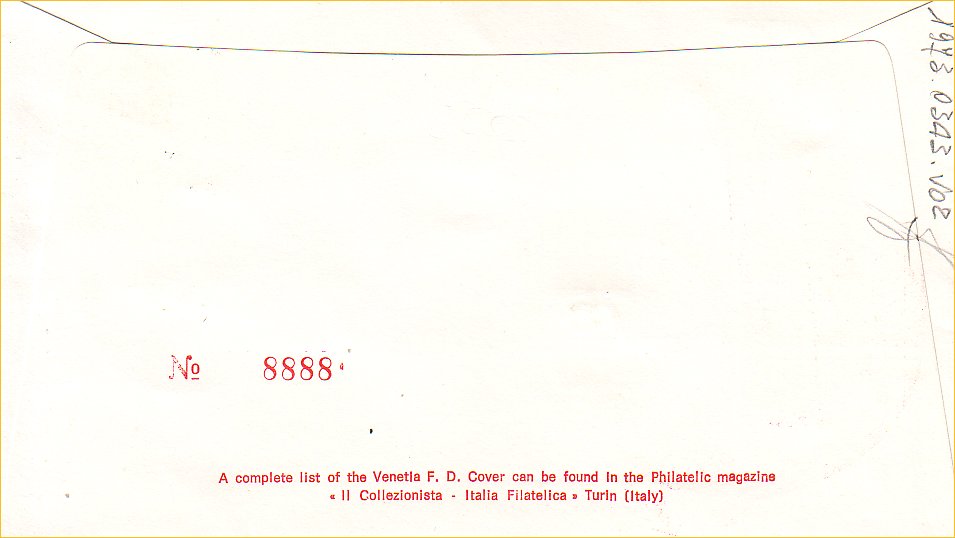 No 8888
A complete list of the Venetia F. D. Cover can be found in the Philatelic magazine
« Il Collezionista - Italia Filatelica » Turin (Italy)